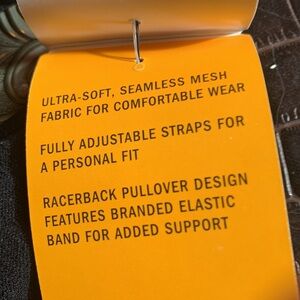 ULTRA-SOFT, SEAMLESS MESH
FABRIC FOR COMFORTABLE WEAR
FULLY ADJUSTABLE STRAPS FOR
A PERSONAL FIT
RACERBACK PULLOVER DESIGN
FEATURES BRANDED ELASTIC
BAND FOR ADDED SUPPORT